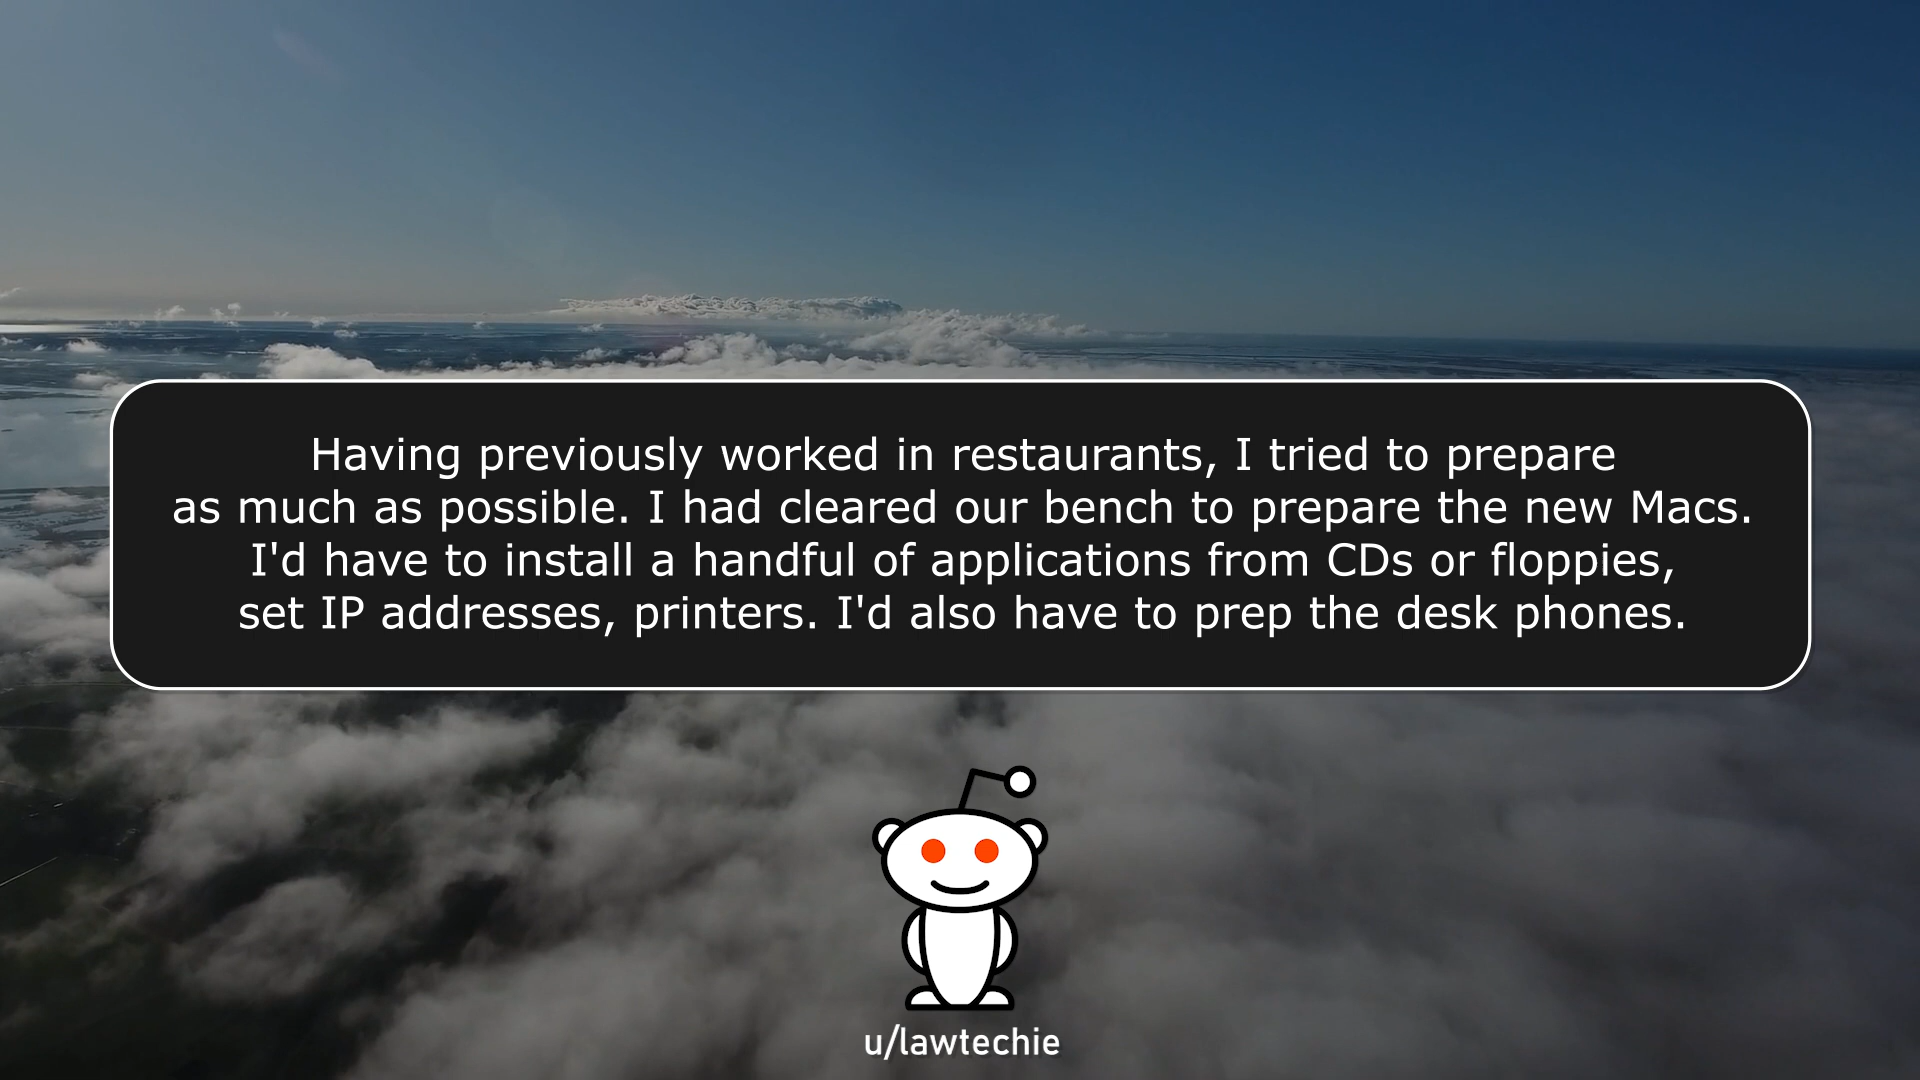 Having previously worked in restaurants, I tried to prepare
as much as possible. I had cleared our bench to prepare the new Macs.
I'd have to install a handful of applications from CDs or floppies,
set IP addresses, printers. I'd also have to prep the desk phones.
u/lawtechie